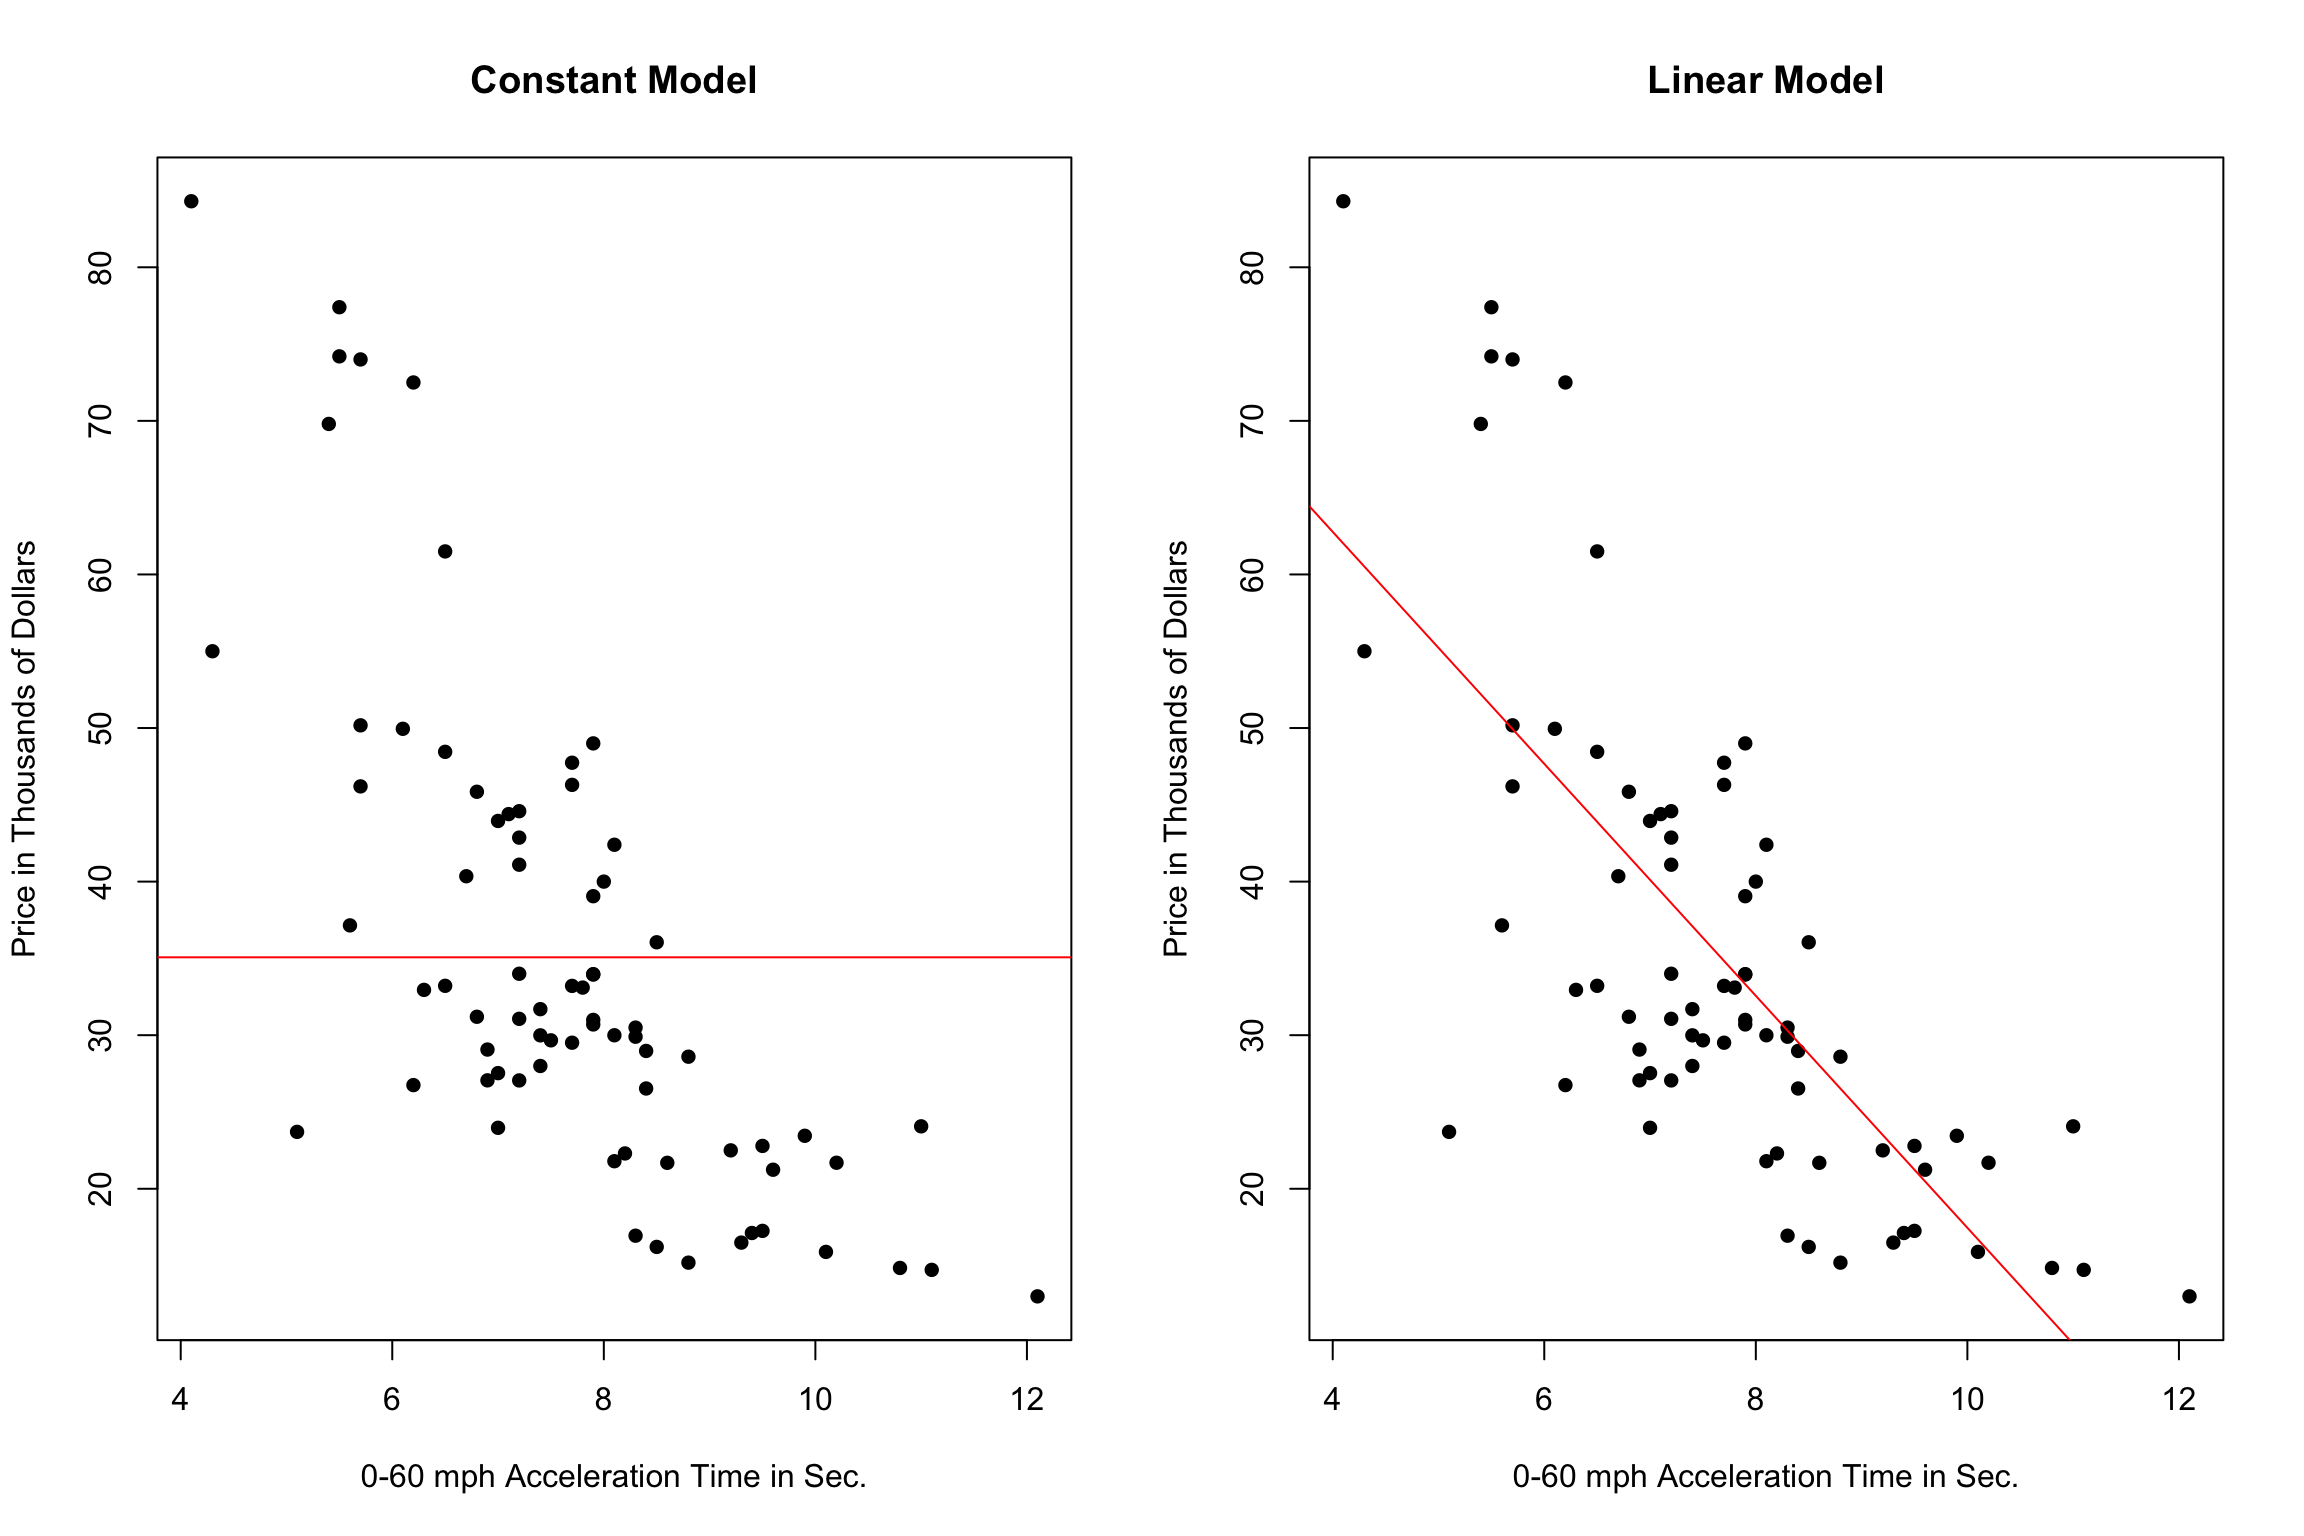 Constant Model
Price in Thousands of Dollars
80
70
60
50
40
30
20
4 6 8 10 12
0-60 mph Acceleration Time in Sec.
Linear Model
Price in Thousands of Dollars
80
70
60
50
40
30
20
4 6 8 10 12
0-60 mph Acceleration Time in Sec.